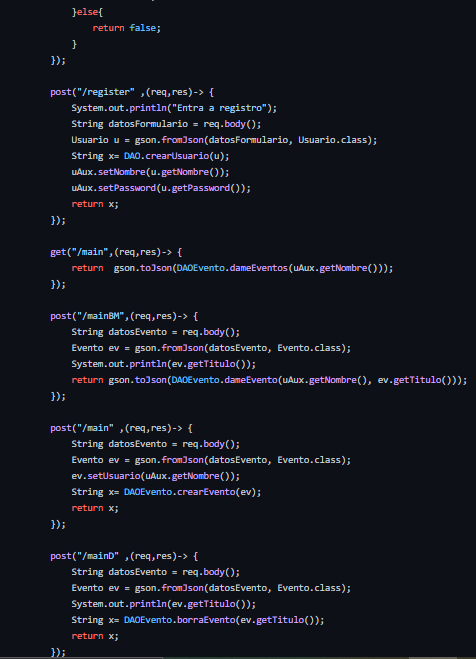 }else{
return false;
}
});
post("/register" ,(req,res)-> {
System.out.println("Entra a registro");
String datosFormulario = req.body();
Usuario u = gson.fromJson(datosFormulario, Usuario.class);
String x= DAO.crearUsuario(u);
uAux.setNombre(u.getNombre());
uAux.setPassword(u.getPassword());
return x;
});
get("/main",(req,res)-> {
return  gson.toJson(DAOEvento.dameEventos(uAux.getNombre()));
});
post("/mainBM",(req,res)-> {
String datosEvento = req.body();
Evento ev = gson.fromJson(datosEvento, Evento.class);
System.out.println(ev.getTitulo());
return gson.toJson(DAOEvento.dameEvento(uAux.getNombre(), ev.getTitulo()));
});
post("/main" ,(req,res)-> {
String datosEvento = req.body();
Evento ev = gson.fromJson(datosEvento, Evento.class);
ev.setUsuario(uAux.getNombre());
String x= DAOEvento.crearEvento(ev);
return x;
});
post("/mainD" ,(req,res)-> {
String datosEvento = req.body();
Evento ev = gson.fromJson(datosEvento, Evento.class);
System.out.println(ev.getTitulo());
String x= DAOEvento.borraEvento(ev.getTitulo());
return x;
});